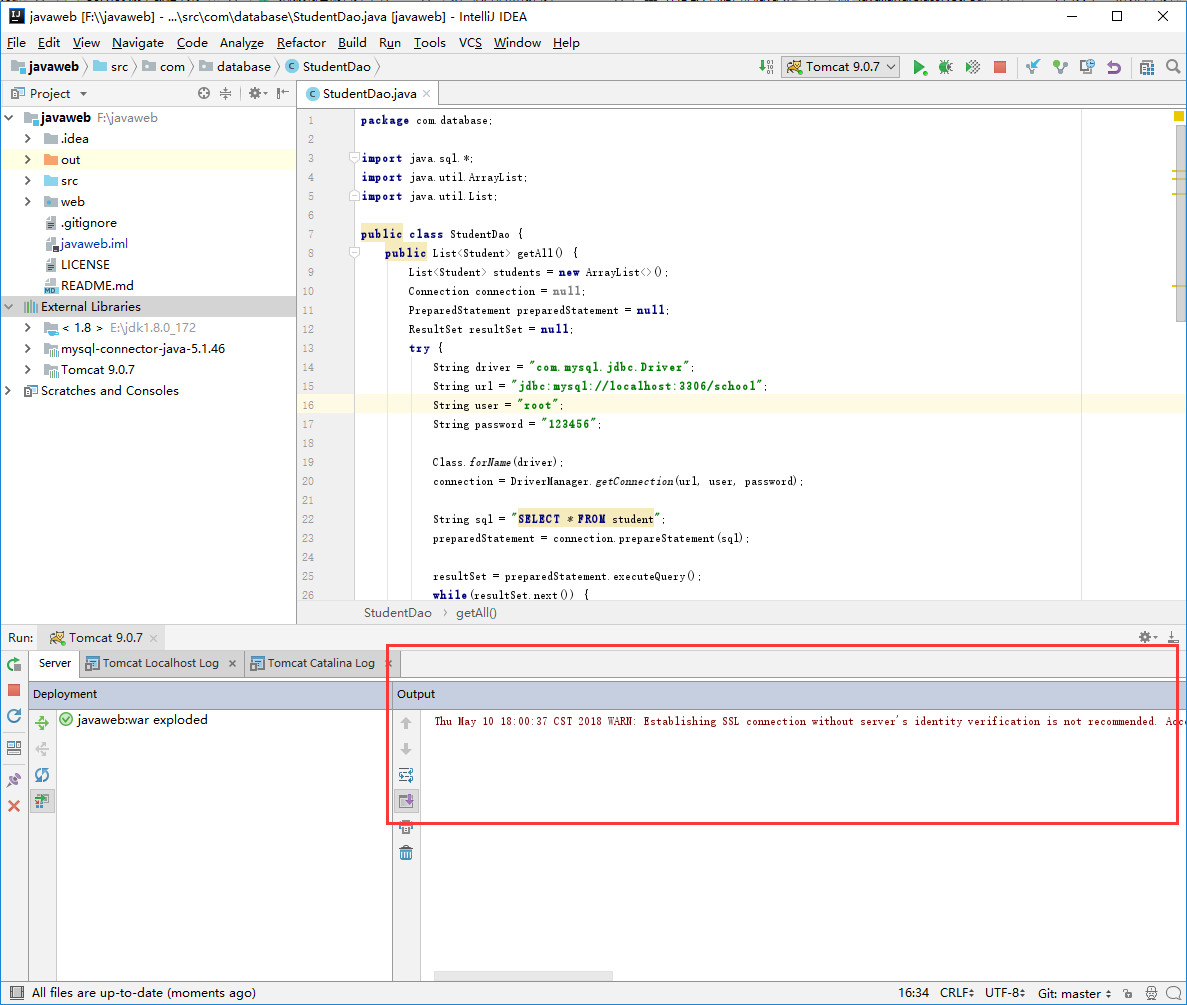 javaweb [F:\\javaweb] - ...\src\com\database\StudentDao.java [javaweb] - IntelliJ IDEA
File Edit View Navigate Code Analyze Refactor Build Run Tools VCS Window Help
javaweb src com database StudentDao Tomcat 9.0.7
Project
StudentDao.java
javaweb F:\javaweb
.idea
out
src
web
.gitignore
javaweb.iml
LICENSE
README.md
External Libraries
< 1.8 > E:\jdk1.8.0_172
mysql-connector-java-5.1.46
Tomcat 9.0.7
Scratches and Consoles
1 package com.database;
2
3 import java.sql.*;
4 import java.util.ArrayList;
5 import java.util.List;
6
7 public class StudentDao {
8 public List<Student> getAll() {
9 List<Student> students = new ArrayList<>();
10 Connection connection = null;
11 PreparedStatement preparedStatement = null;
12 ResultSet resultSet = null;
13 try {
14 String driver = "com.mysql.jdbc.Driver";
15 String url = "jdbc:mysql://localhost:3306/school";
16 String user = "root";
17 String password = "123456";
18
19 Class.forName(driver);
20 connection = DriverManager.getConnection(url, user, password);
21
22 String sql = "SELECT * FROM student";
23 preparedStatement = connection.prepareStatement(sql);
24
25 resultSet = preparedStatement.executeQuery();
26 while(resultSet.next()) {
StudentDao getAll()
Run: Tomcat 9.0.7
Server Tomcat Localhost Log Tomcat Catalina Log
Deployment
javaweb:war exploded
Output
Thu May 10 18:00:37 CST 2018 WARN: Establishing SSL connection without server's identity verification is not recommended. Acc
All files are up-to-date (moments ago)
16:34 CRLF UTF-8 Git: master